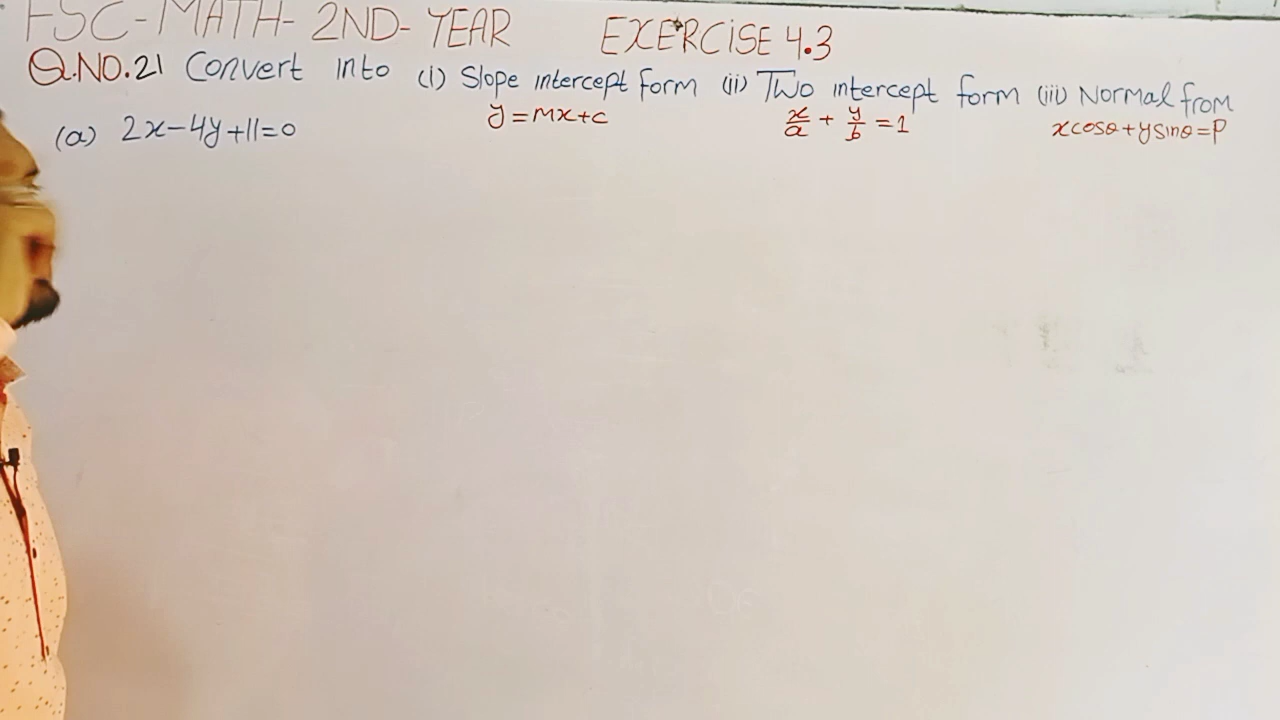 FSC-MATH-2ND-YEAR EXERCISE 4.3
Q.NO.21 Convert into (i) Slope intercept form (ii) Two intercept form (iii) Normal from
(a) 2x-4y+11=0 y=mx+c x/a + y/b = 1 xcosθ+ysinθ=P